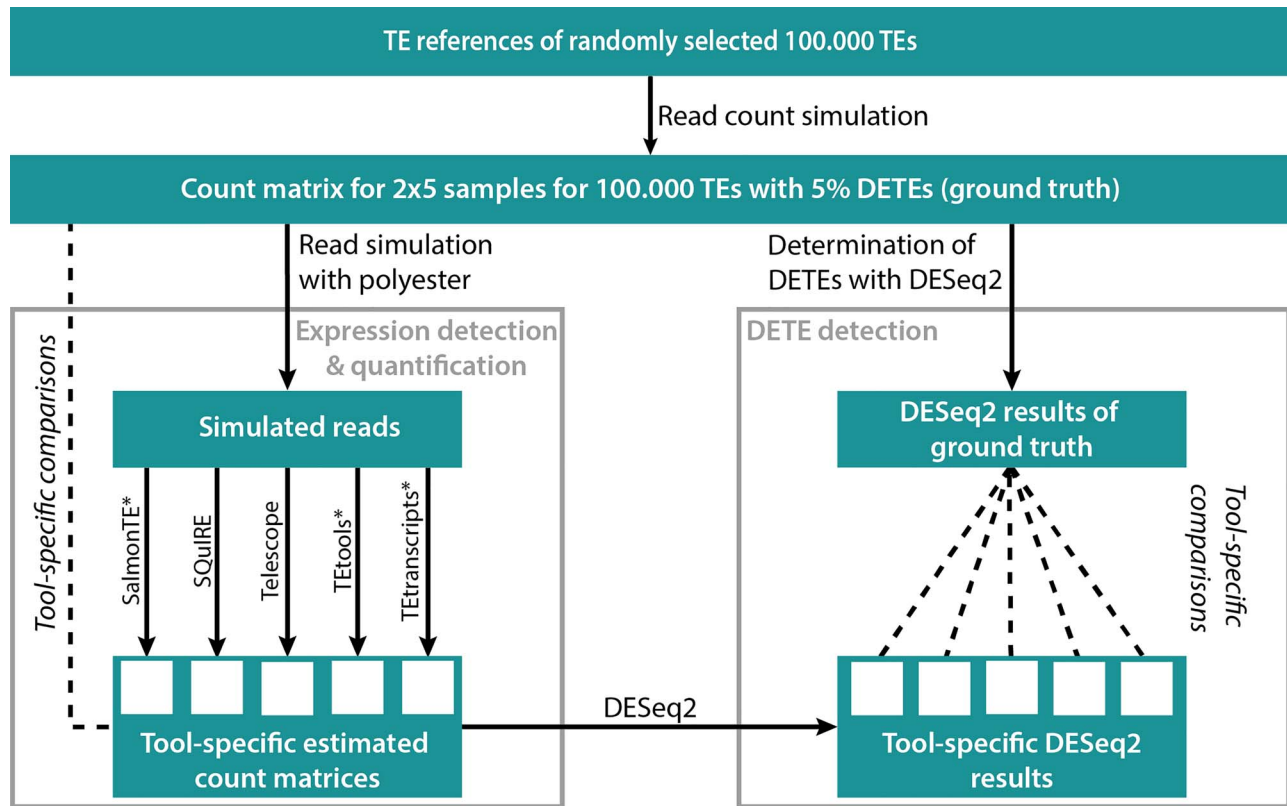 TE references of randomly selected 100.000 TEs
Read count simulation
Count matrix for 2x5 samples for 100.000 TEs with 5% DETEs (ground truth)
Read simulation
with polyester
Determination of
DETEs with DESeq2
Expression detection
& quantification
DETE detection
Simulated reads
DESeq2 results of
ground truth
Tool-specific comparisons
SalmonTE*
SQuIRE
Telescope
TEtools*
TEtranscripts*
Tool-specific
comparisons
DESeq2
Tool-specific estimated
count matrices
Tool-specific DESeq2
results